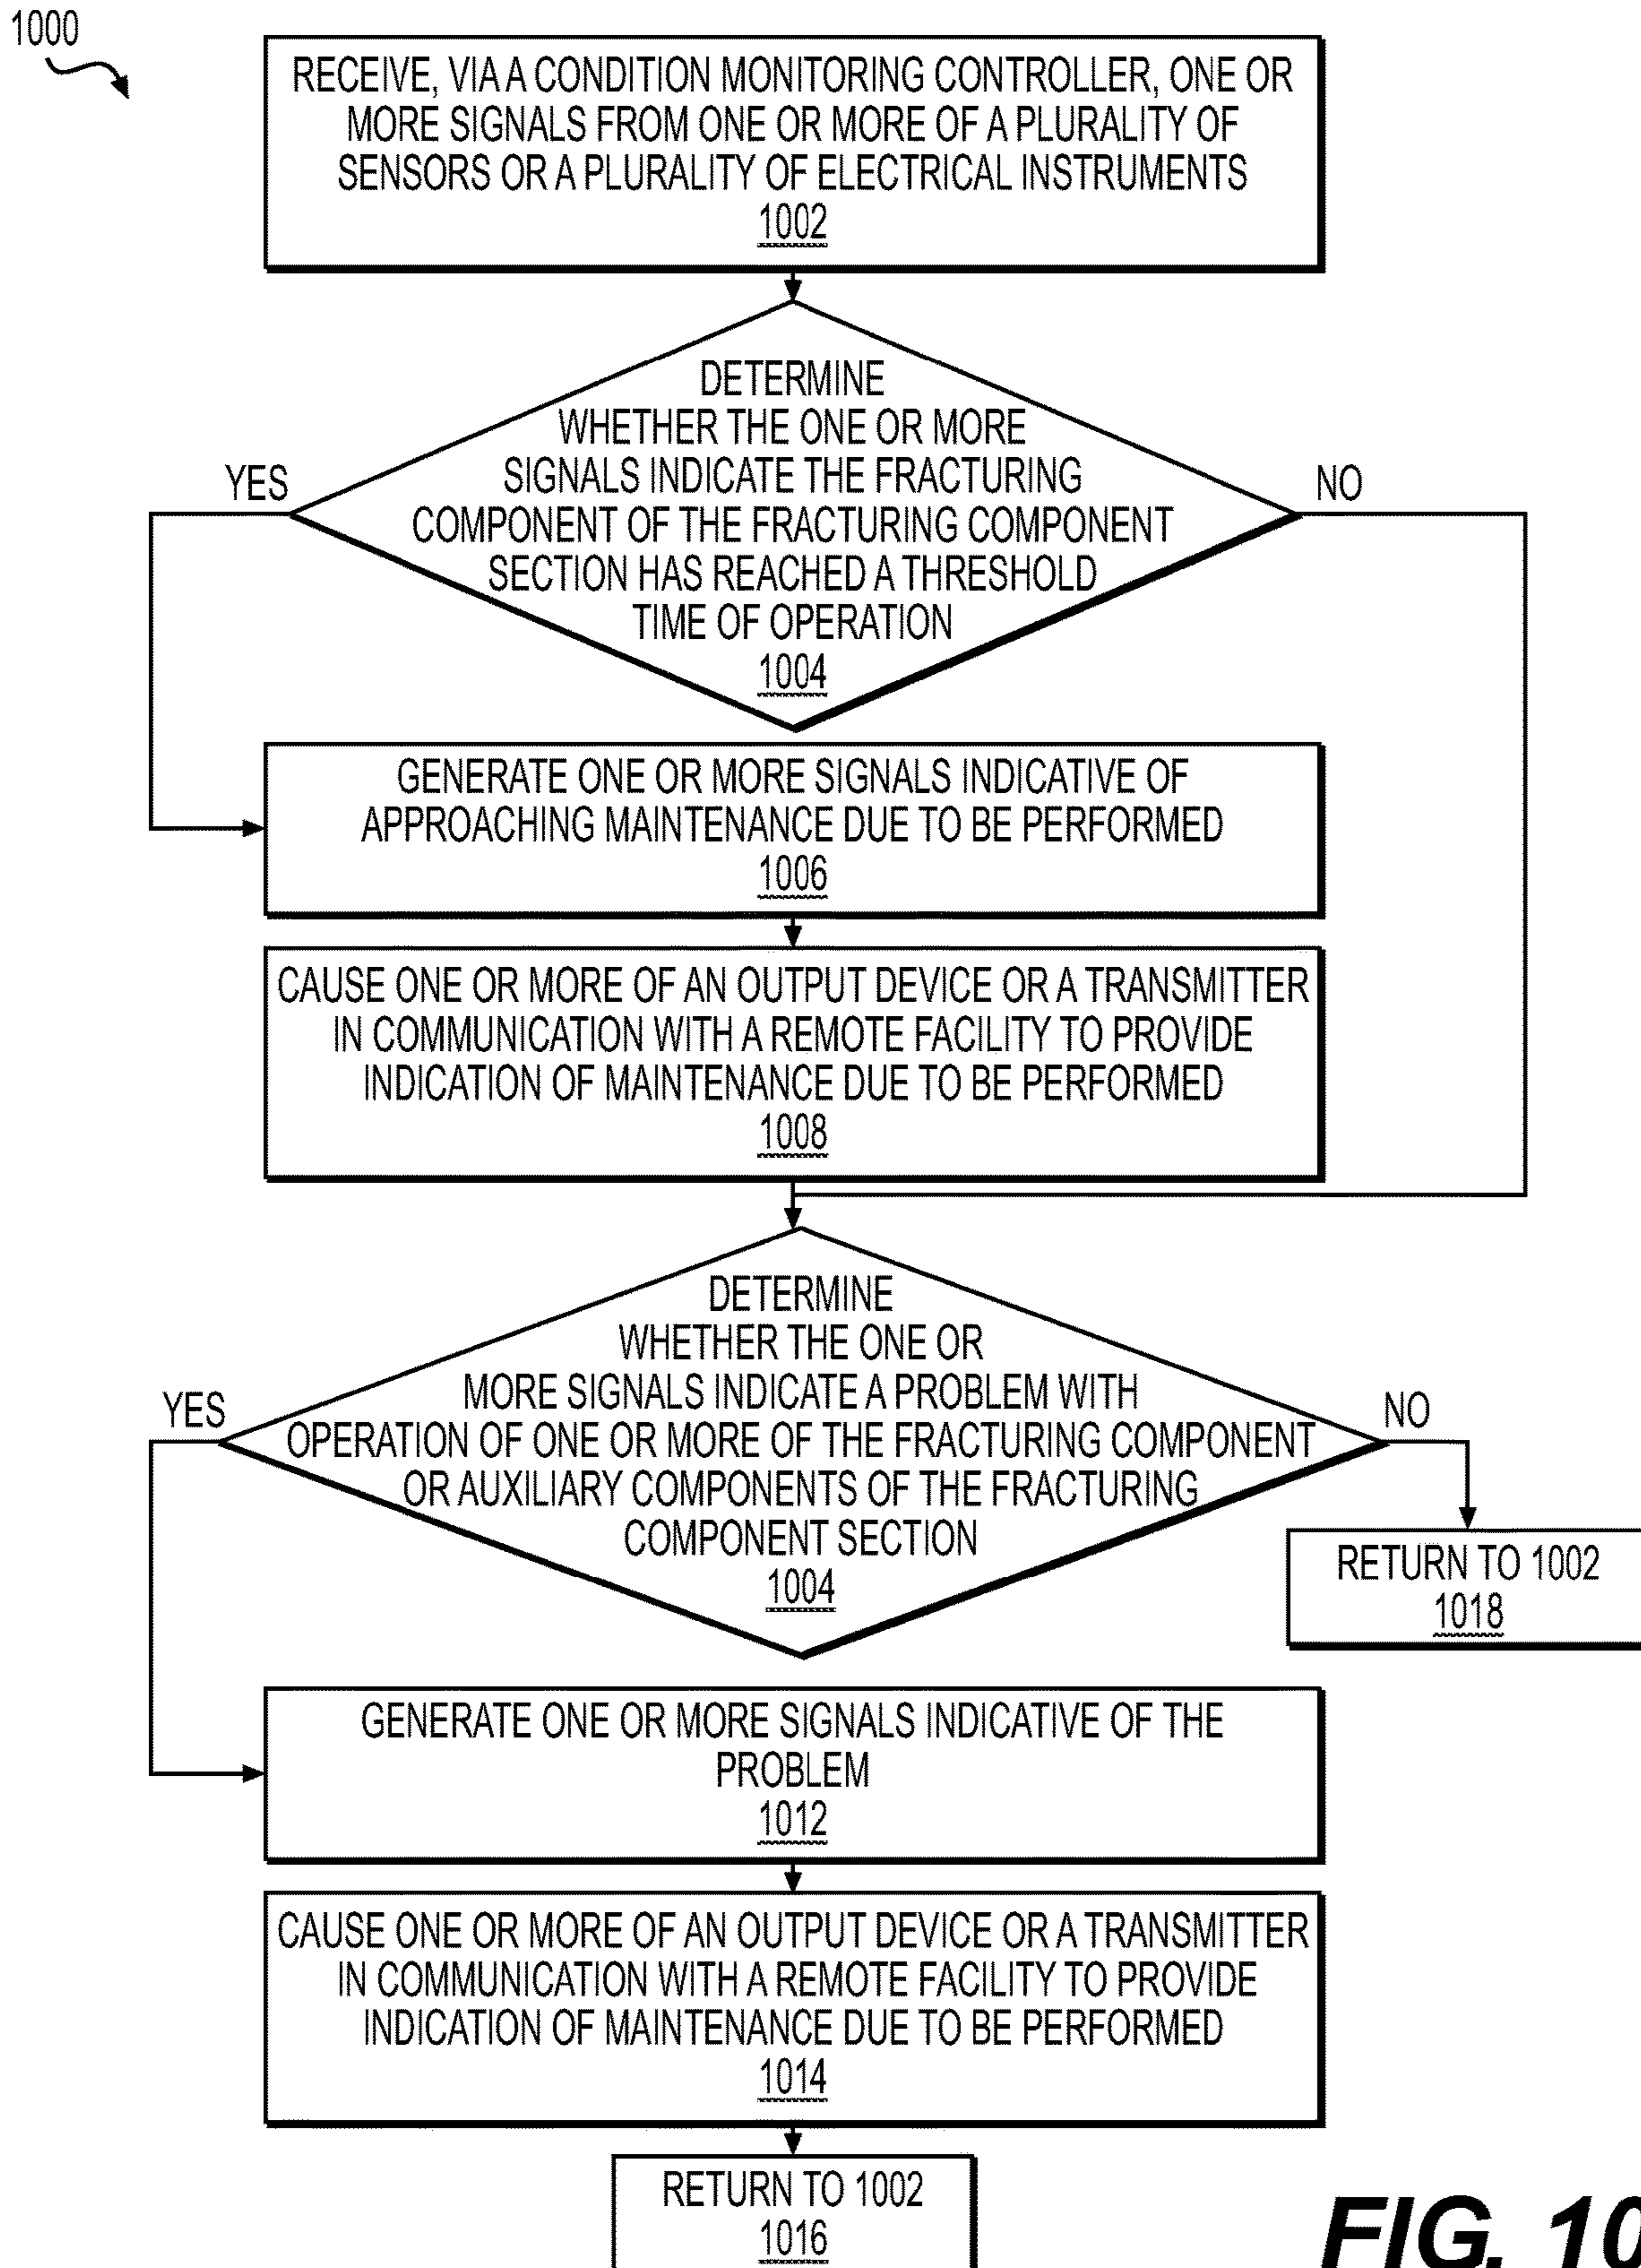 1000
RECEIVE, VIA A CONDITION MONITORING CONTROLLER, ONE OR
MORE SIGNALS FROM ONE OR MORE OF A PLURALITY OF
SENSORS OR A PLURALITY OF ELECTRICAL INSTRUMENTS
1002
DETERMINE
WHETHER THE ONE OR MORE
SIGNALS INDICATE THE FRACTURING
COMPONENT OF THE FRACTURING COMPONENT
SECTION HAS REACHED A THRESHOLD
TIME OF OPERATION
1004
YES
NO
GENERATE ONE OR MORE SIGNALS INDICATIVE OF
APPROACHING MAINTENANCE DUE TO BE PERFORMED
1006
CAUSE ONE OR MORE OF AN OUTPUT DEVICE OR A TRANSMITTER
IN COMMUNICATION WITH A REMOTE FACILITY TO PROVIDE
INDICATION OF MAINTENANCE DUE TO BE PERFORMED
1008
DETERMINE
WHETHER THE ONE OR
MORE SIGNALS INDICATE A PROBLEM WITH
OPERATION OF ONE OR MORE OF THE FRACTURING COMPONENT
OR AUXILIARY COMPONENTS OF THE FRACTURING
COMPONENT SECTION
1004
YES
NO
RETURN TO 1002
1018
GENERATE ONE OR MORE SIGNALS INDICATIVE OF THE
PROBLEM
1012
CAUSE ONE OR MORE OF AN OUTPUT DEVICE OR A TRANSMITTER
IN COMMUNICATION WITH A REMOTE FACILITY TO PROVIDE
INDICATION OF MAINTENANCE DUE TO BE PERFORMED
1014
RETURN TO 1002
1016
FIG. 10